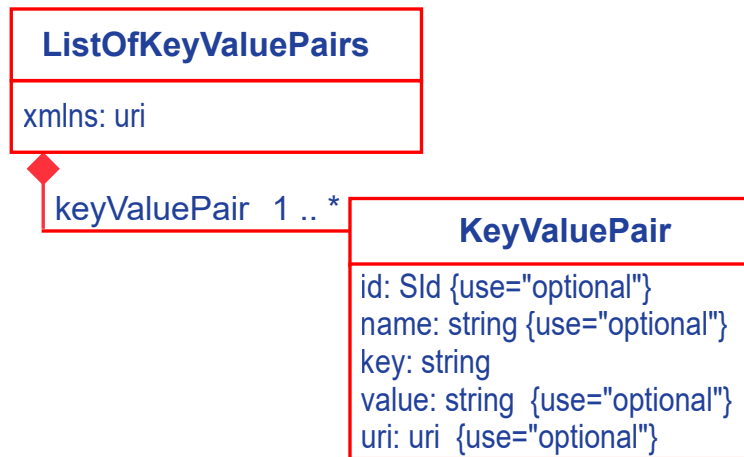 ListOfKeyValuePairs
xmlns: uri
keyValuePair 1 .. *
KeyValuePair
id: SId {use="optional"}
name: string {use="optional"}
key: string
value: string {use="optional"}
uri: uri {use="optional"}